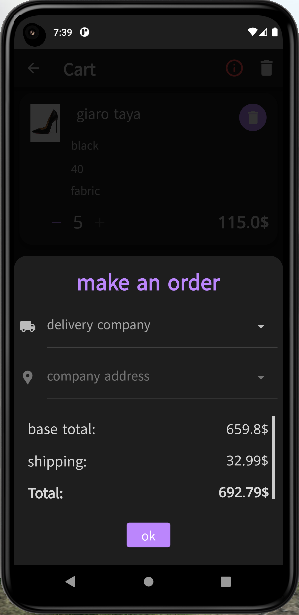 7:39
Cart
giaro taya
black
40
fabric
5 +
115.0$
make an order
delivery company
company address
base total: 659.8$
shipping: 32.99$
Total: 692.79$
ok